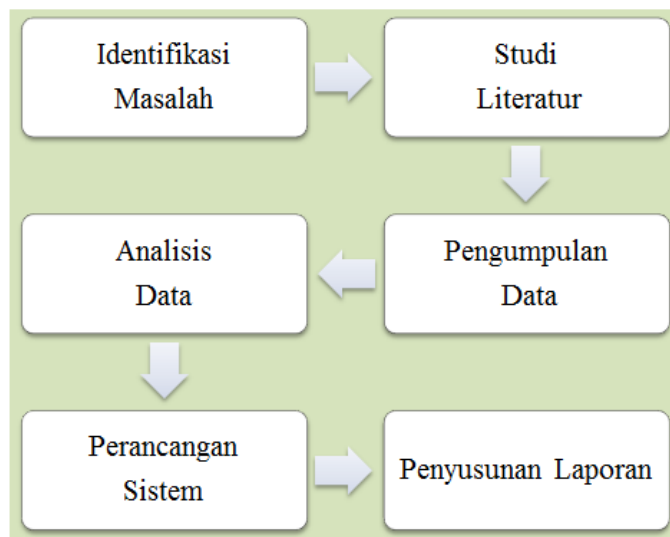 Identifikasi
Masalah
Studi
Literatur
Pengumpulan
Data
Analisis
Data
Perancangan
Sistem
Penyusunan Laporan